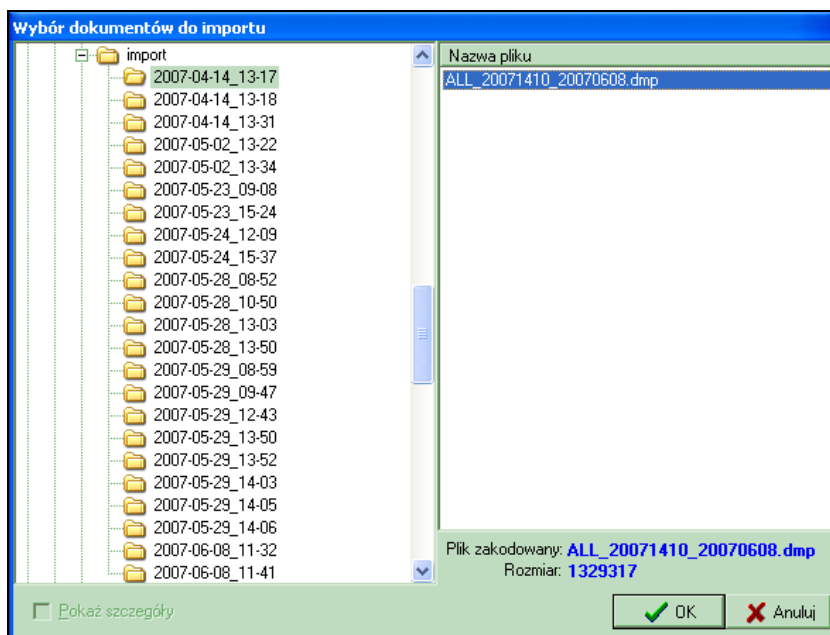 Wybór dokumentów do importu
import
2007-04-14_13-17
2007-04-14_13-18
2007-04-14_13-31
2007-05-02_13-22
2007-05-02_13-34
2007-05-23_09-08
2007-05-23_15-24
2007-05-24_12-09
2007-05-24_15-37
2007-05-28_08-52
2007-05-28_10-50
2007-05-28_13-03
2007-05-28_13-50
2007-05-29_08-59
2007-05-29_09-47
2007-05-29_12-43
2007-05-29_13-50
2007-05-29_13-52
2007-05-29_14-03
2007-05-29_14-05
2007-05-29_14-06
2007-06-08_11-32
2007-06-08_11-41
Nazwa pliku
ALL_20071410_20070608.dmp
Plik zakodowany: ALL_20071410_20070608.dmp
Rozmiar: 1329317
Pokaż szczegóły
OK
Anuluj